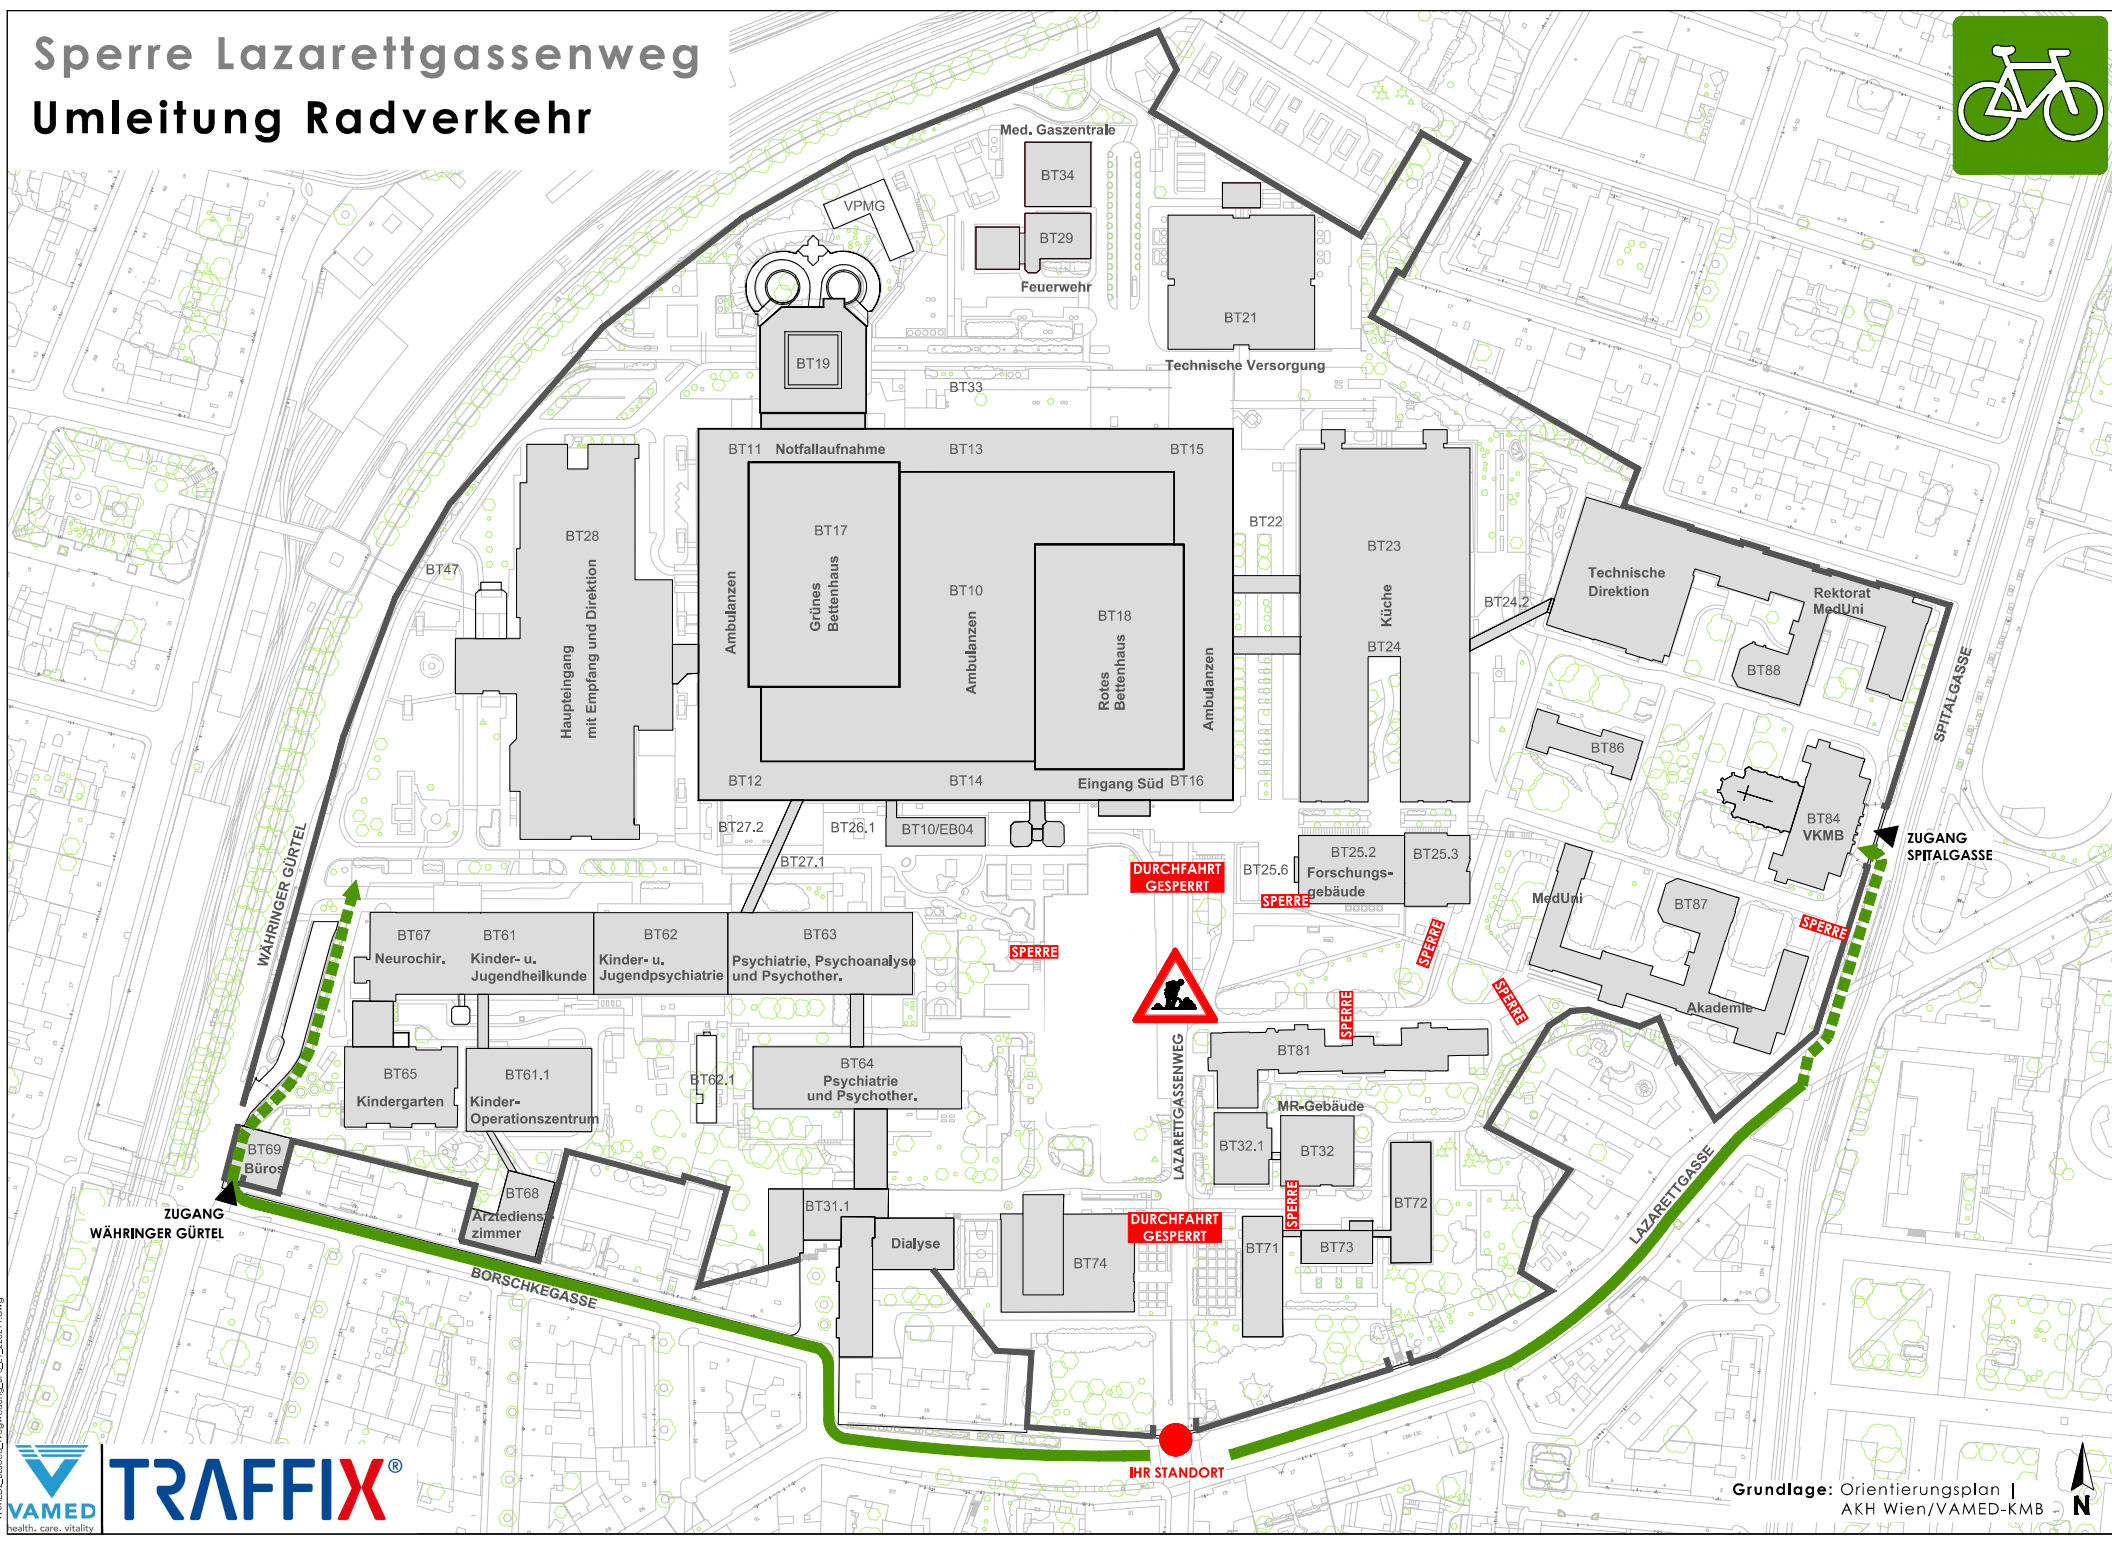 Sperre Lazarettgassenweg
Umleitung Radverkehr
Med. Gaszentrale
BT34
VPMG
BT29
Feuerwehr
BT21
Technische Versorgung
BT19
BT33
BT11
Notfallaufnahme
BT13
BT15
BT17
Grünes
Bettenhaus
BT28
Haupteingang
mit Empfang und Direktion
BT47
Ambulanzen
BT10
Ambulanzen
BT18
Rotes
Bettenhaus
Ambulanzen
BT22
BT23
Küche
BT24
BT24.2
Technische
Direktion
Rektorat
MedUni
BT88
SPITALGASSE
BT86
BT12
BT14
Eingang Süd
BT16
BT84
VKMB
ZUGANG
SPITALGASSE
BT27.2
BT26.1
BT10/EB04
BT27.1
DURCHFAHRT
GESPERRT
BT25.6
BT25.2
Forschungs-
gebäude
BT25.3
SPERRE
MedUni
BT87
SPERRE
SPERRE
WÄHRINGER GÜRTEL
BT67
Neurochir.
BT61
Kinder- u.
Jugendheilkunde
BT62
Kinder- u.
Jugendpsychiatrie
BT63
Psychiatrie, Psychoanalyse
und Psychother.
SPERRE
SPERRE
SPERRE
Akademie
LAZARETTGASSENWEG
BT81
BT65
Kindergarten
BT61.1
Kinder-
Operationszentrum
BT62.1
BT64
Psychiatrie
und Psychother.
MR-Gebäude
BT32.1
BT32
BT69
Büros
BT68
Ärztedienst-
zimmer
BT31.1
Dialyse
BT74
DURCHFAHRT
GESPERRT
SPERRE
BT71
BT73
BT72
LAZARETTGASSE
ZUGANG
WÄHRINGER GÜRTEL
BORSCHKEGASSE
IHR STANDORT
VAMED
health. care. vitality
TRAFFIX®
Grundlage: Orientierungsplan |
AKH Wien/VAMED-KMB
N